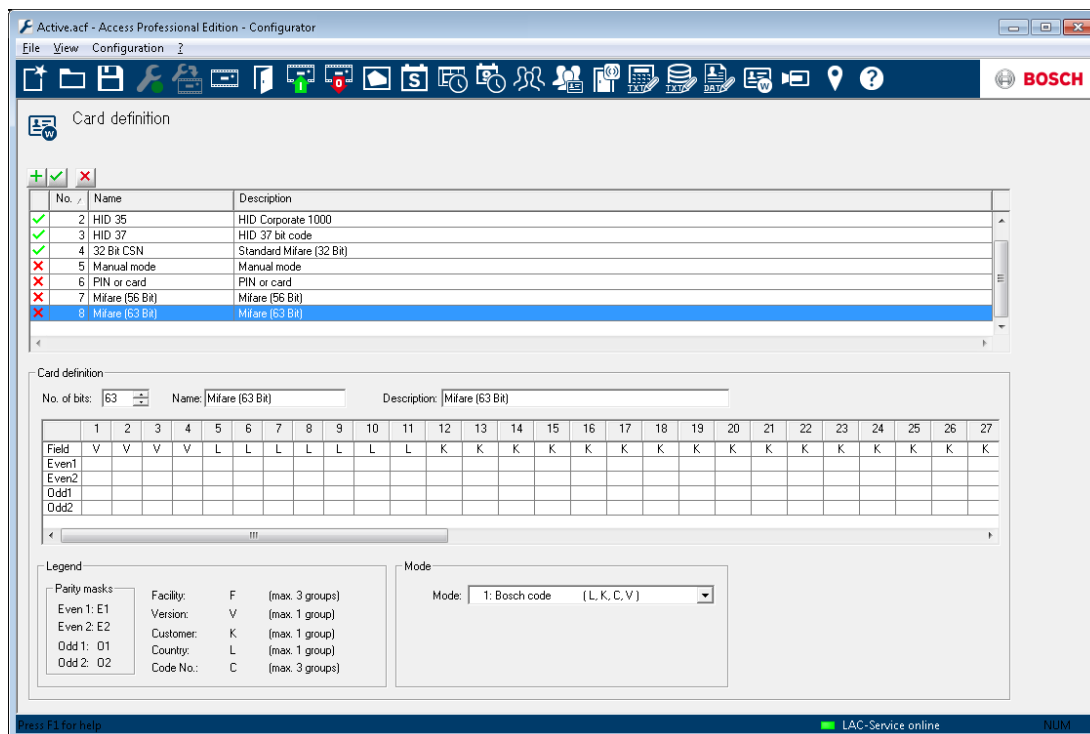 Active.acf - Access Professional Edition - Configurator
File View Configuration ?
S TXT TXT DATA W ? BOSCH
W Card definition
No. Name Description
2 HID 35 HID Corporate 1000
3 HID 37 HID 37 bit code
4 32 Bit CSN Standard Mifare (32 Bit)
5 Manual mode Manual mode
6 PIN or card PIN or card
7 Mifare (56 Bit) Mifare (56 Bit)
8 Mifare (63 Bit) Mifare (63 Bit)
Card definition
No. of bits: 63 Name: Mifare (63 Bit) Description: Mifare (63 Bit)
1 2 3 4 5 6 7 8 9 10 11 12 13 14 15 16 17 18 19 20 21 22 23 24 25 26 27
Field V V V V L L L L L L L K K K K K K K K K K K K K K K K
Even1
Even2
Odd1
Odd2
Legend
Parity masks
Even 1: E1
Even 2: E2
Odd 1: O1
Odd 2: O2
Facility: F (max. 3 groups)
Version: V (max. 1 group)
Customer: K (max. 1 group)
Country: L (max. 1 group)
Code No.: C (max. 3 groups)
Mode
Mode: 1: Bosch code ( L, K, C, V )
Press F1 for help LAC-Service online NUM